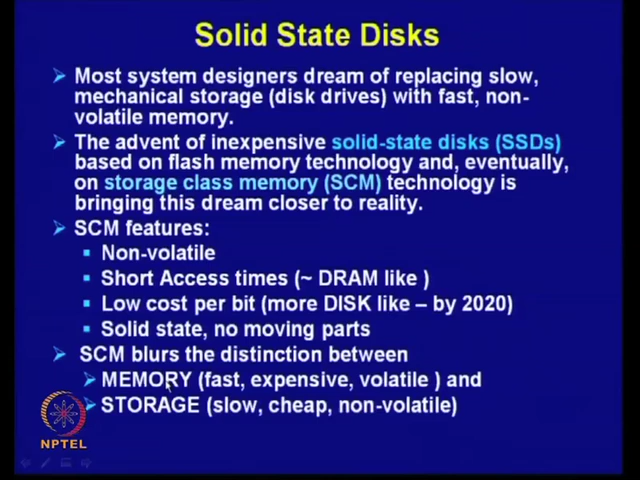 Solid State Disks
Most system designers dream of replacing slow,
mechanical storage (disk drives) with fast, non-
volatile memory.
The advent of inexpensive solid-state disks (SSDs)
based on flash memory technology and, eventually,
on storage class memory (SCM) technology is
bringing this dream closer to reality.
SCM features:
Non-volatile
Short Access times (~ DRAM like )
Low cost per bit (more DISK like – by 2020)
Solid state, no moving parts
SCM blurs the distinction between
MEMORY (fast, expensive, volatile ) and
STORAGE (slow, cheap, non-volatile)
NPTEL